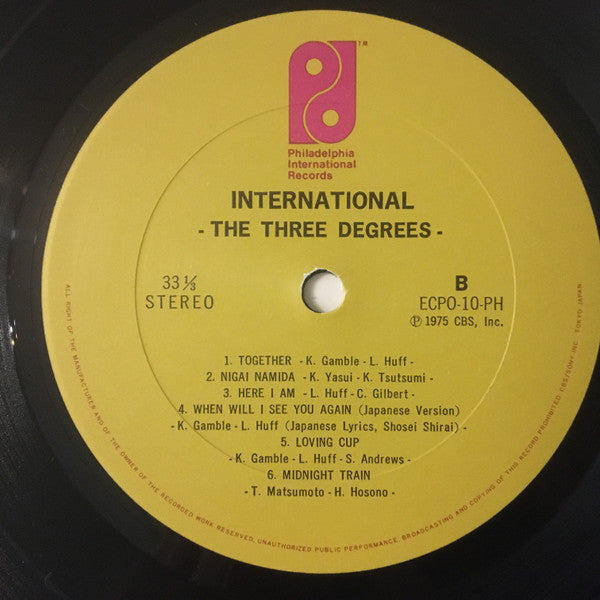 TM
Philadelphia
International
Records
INTERNATIONAL
- THE THREE DEGREES -
33 1/3
STEREO
B
ECPO-10-PH
Ⓟ 1975 CBS, Inc.
1. TOGETHER - K. Gamble - L. Huff -
2. NIGAI NAMIDA - K. Yasui - K. Tsutsumi -
3. HERE I AM - L. Huff - C. Gilbert -
4. WHEN WILL I SEE YOU AGAIN (Japanese Version)
- K. Gamble - L. Huff (Japanese Lyrics, Shosei Shirai) -
5. LOVING CUP
- K. Gamble - L. Huff - S. Andrews -
6. MIDNIGHT TRAIN
- T. Matsumoto - H. Hosono -
ALL RIGHT OF THE MANUFACTURER AND OF THE OWNER OF THE RECORDED WORK RESERVED, UNAUTHORIZED PUBLIC PERFORMANCE, BROADCASTING AND COPYING OF THIS RECORD PROHIBITED CBS/SONY INC. TOKYO JAPAN.